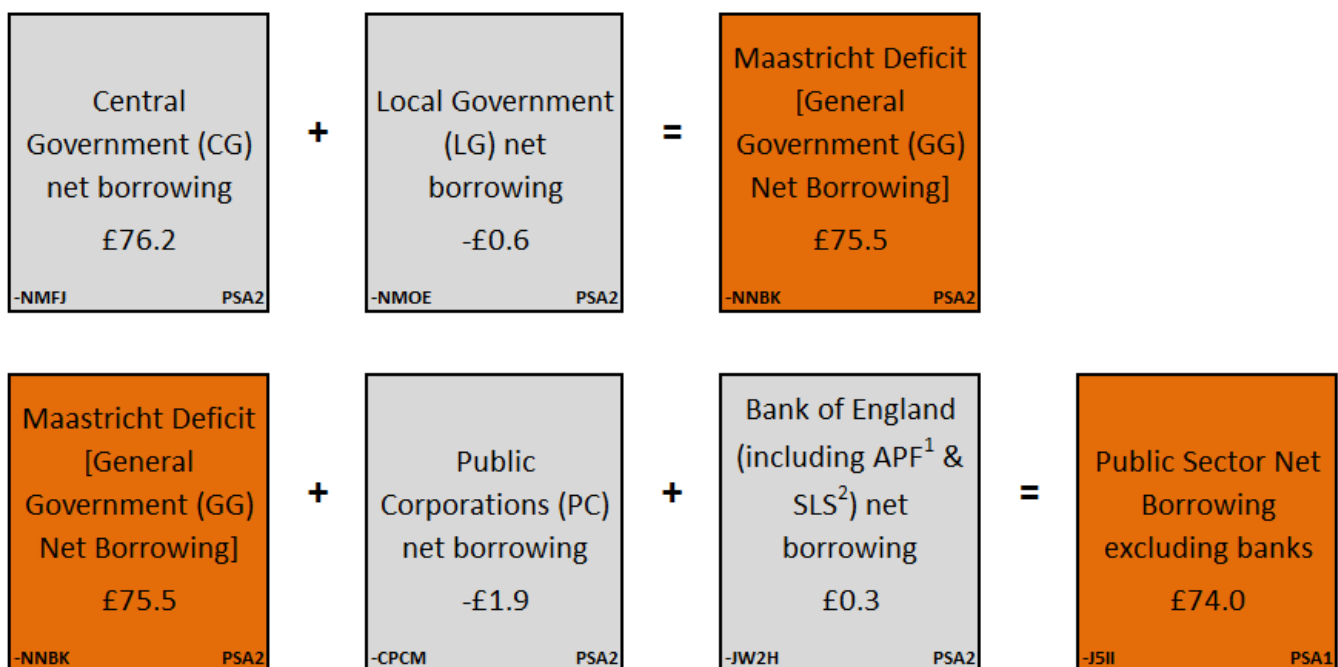 Central
Government (CG)
net borrowing
£76.2
-NMFJ PSA2
+
Local Government
(LG) net
borrowing
-£0.6
-NMOE PSA2
=
Maastricht Deficit
[General
Government (GG)
Net Borrowing]
£75.5
-NNBK PSA2
Maastricht Deficit
[General
Government (GG)
Net Borrowing]
£75.5
-NNBK PSA2
+
Public
Corporations (PC)
net borrowing
-£1.9
-CPCM PSA2
+
Bank of England
(including APF¹ &
SLS²) net
borrowing
£0.3
-JW2H PSA2
=
Public Sector Net
Borrowing
excluding banks
£74.0
-J5II PSA1